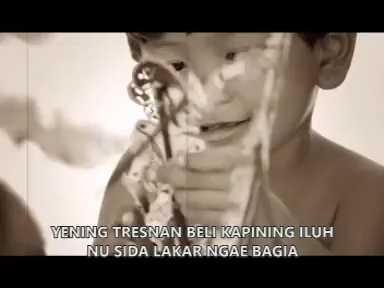 YENING TRESNAN BELI KAPINING ILUH
NU SIDA LAKAR NGAE BAGIA